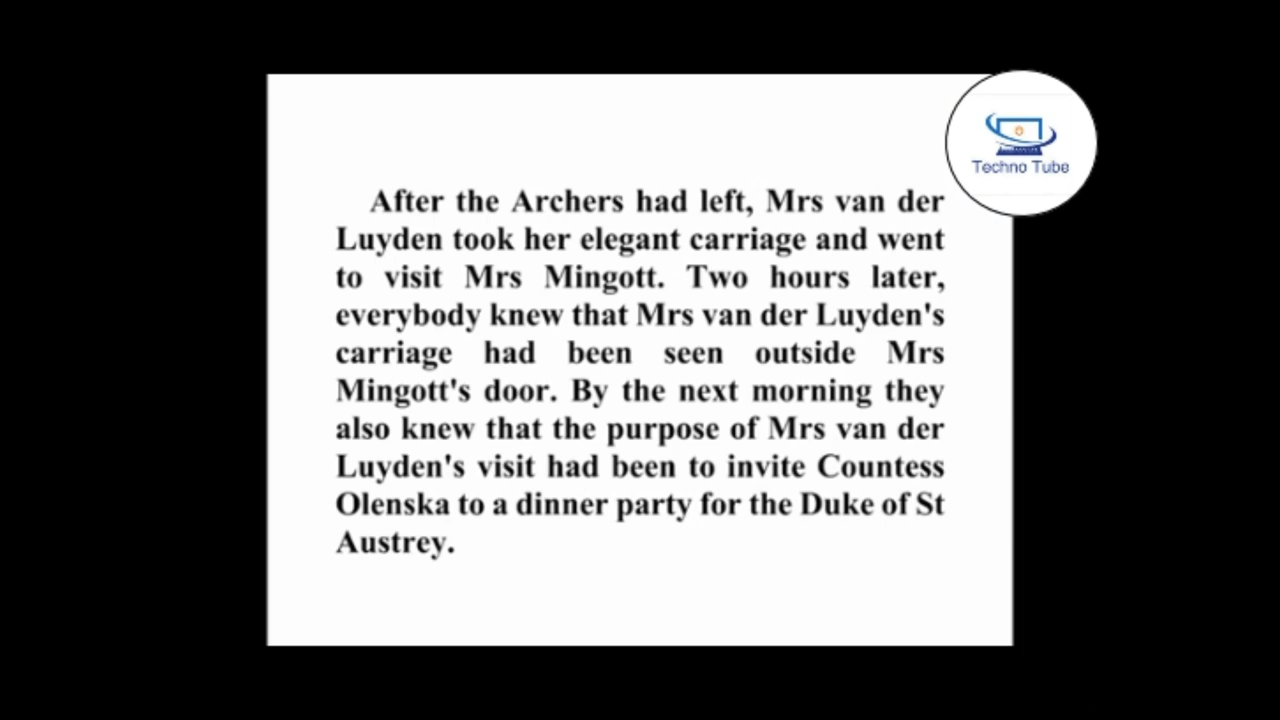 Techno Tube
After the Archers had left, Mrs van der
Luyden took her elegant carriage and went
to visit Mrs Mingott. Two hours later,
everybody knew that Mrs van der Luyden's
carriage had been seen outside Mrs
Mingott's door. By the next morning they
also knew that the purpose of Mrs van der
Luyden's visit had been to invite Countess
Olenska to a dinner party for the Duke of St
Austrey.